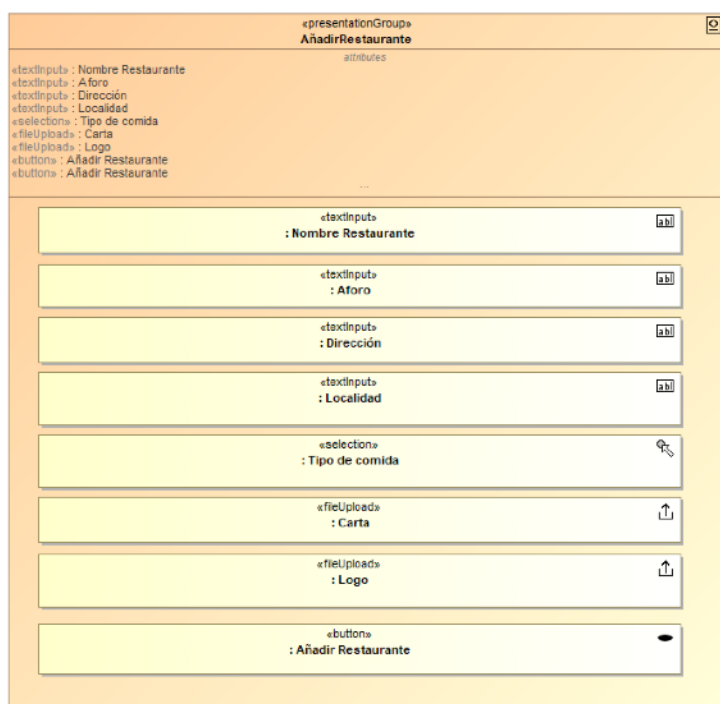 «presentationGroup»
AñadirRestaurante
attributes
«textInput» : Nombre Restaurante
«textInput» : Aforo
«textInput» : Dirección
«textInput» : Localidad
«selection» : Tipo de comida
«fileUpload» : Carta
«fileUpload» : Logo
«button» : Añadir Restaurante
«button» : Añadir Restaurante
...
«textInput»
: Nombre Restaurante
abl
«textInput»
: Aforo
abl
«textInput»
: Dirección
abl
«textInput»
: Localidad
abl
«selection»
: Tipo de comida
«fileUpload»
: Carta
«fileUpload»
: Logo
«button»
: Añadir Restaurante